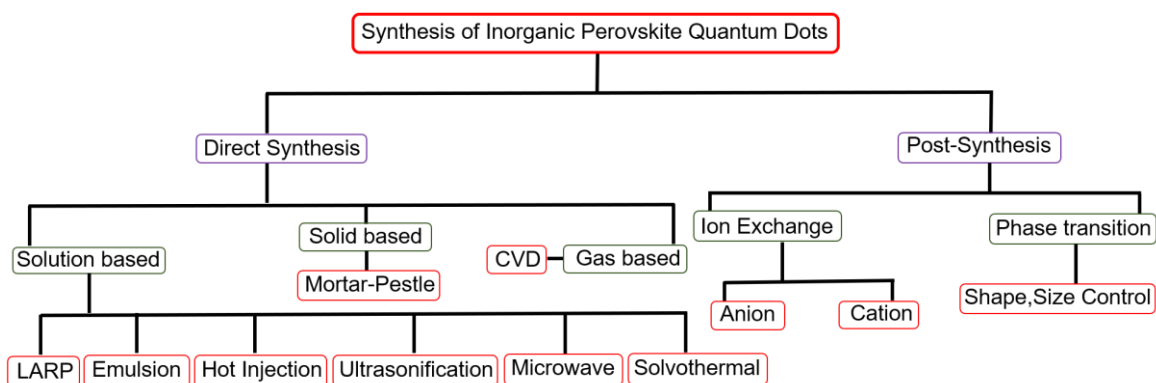 Synthesis of Inorganic Perovskite Quantum Dots
Direct Synthesis
Post-Synthesis
Solution based
Solid based
Mortar-Pestle
CVD
Gas based
Ion Exchange
Phase transition
Anion
Cation
Shape,Size Control
LARP
Emulsion
Hot Injection
Ultrasonification
Microwave
Solvothermal